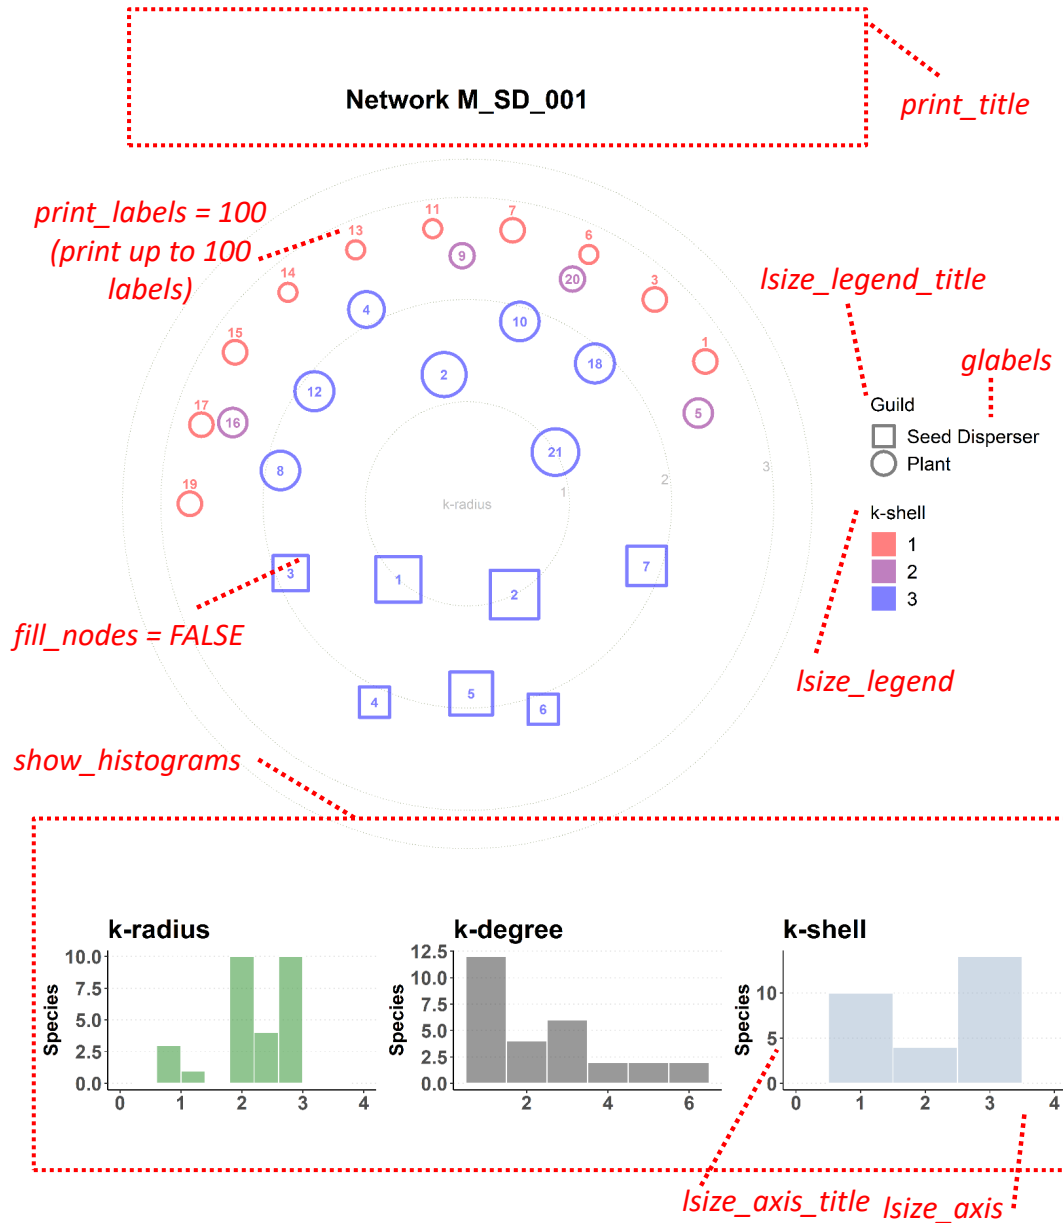 Network M_SD_001
print_title
print_labels = 100
(print up to 100
labels)
11
7
13
6
9
20
14
3
lsize_legend_title
4
10
15
1
18
glabels
2
12
17
16
5
Guild
Seed Disperser
Plant
8
21
3
2
1
19
k-radius
k-shell
1
2
3
3
1
2
7
fill_nodes = FALSE
lsize_legend
4
5
6
show_histograms
k-radius
k-degree
k-shell
Species
10.0
7.5
5.0
2.5
0.0
0 1 2 3 4
Species
12.5
10.0
7.5
5.0
2.5
0.0
2 4 6
Species
10
5
0
0 1 2 3 4
lsize_axis_title
lsize_axis